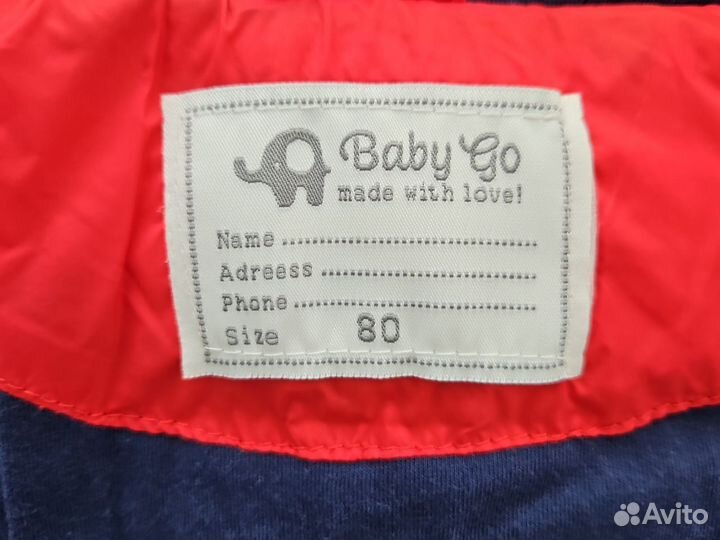 Baby Go
made with love!
Name
Adreess
Phone
Size 80
Avito